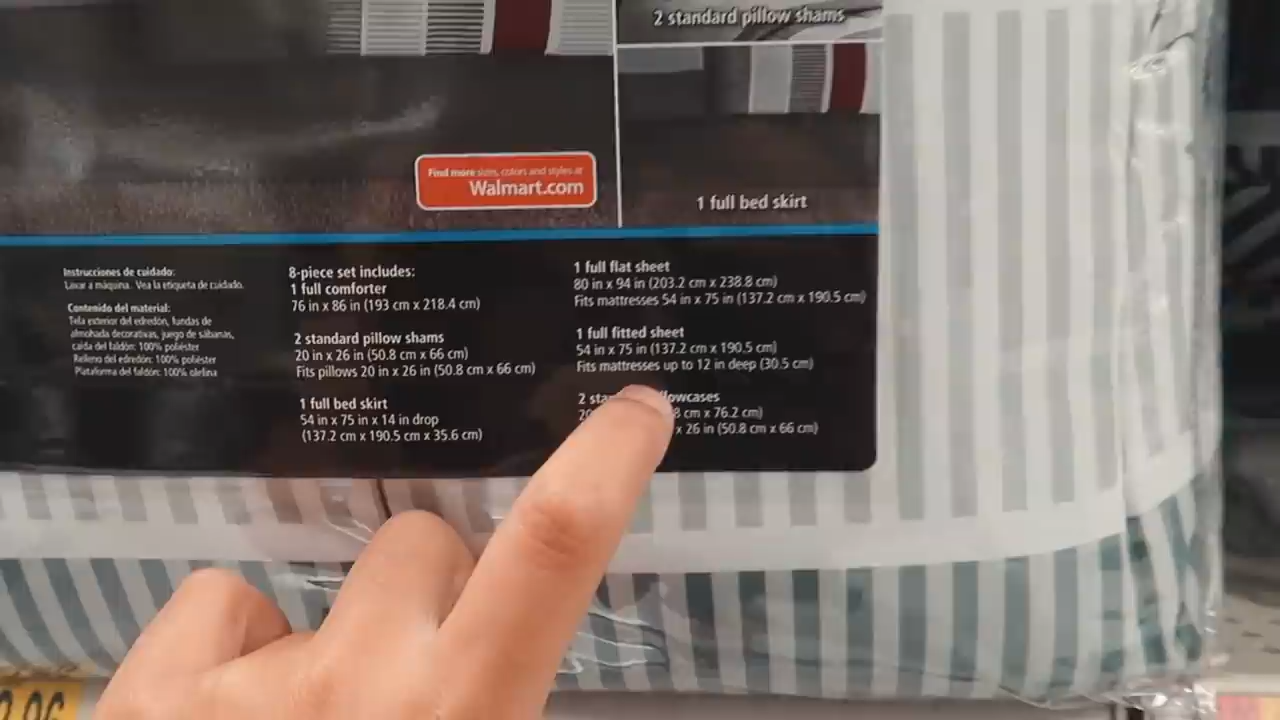 2 standard pillow shams
Find more sizes, colors and styles at
Walmart.com
1 full bed skirt
Instrucciones de cuidado:
Lavar a máquina. Vea la etiqueta de cuidado.
Contenido del material:
Tela exterior del edredón, fundas de
almohada decorativas, juego de sábanas,
caída del faldón: 100% poliéster
Relleno del edredón: 100% poliéster
Plataforma del faldón: 100% olefina
8-piece set includes:
1 full comforter
76 in x 86 in (193 cm x 218.4 cm)
2 standard pillow shams
20 in x 26 in (50.8 cm x 66 cm)
Fits pillows 20 in x 26 in (50.8 cm x 66 cm)
1 full bed skirt
54 in x 75 in x 14 in drop
(137.2 cm x 190.5 cm x 35.6 cm)
1 full flat sheet
80 in x 94 in (203.2 cm x 238.8 cm)
Fits mattresses 54 in x 75 in (137.2 cm x 190.5 cm)
1 full fitted sheet
54 in x 75 in (137.2 cm x 190.5 cm)
Fits mattresses up to 12 in deep (30.5 cm)
2
cm x 76.2 cm)
x 26 in (50.8 cm x 66 cm)